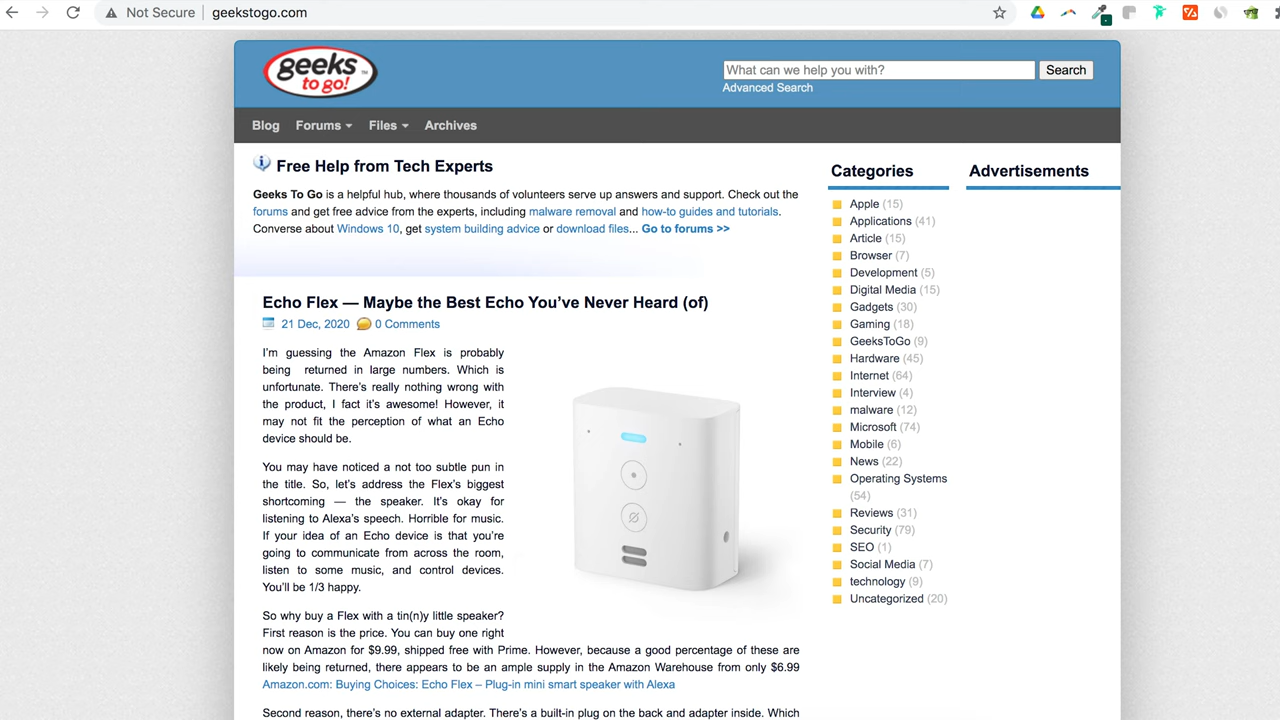 Not Secure
geekstogo.com
geeks
to go!
TM
What can we help you with?
Search
Advanced Search
Blog
Forums
Files
Archives
Free Help from Tech Experts
Geeks To Go is a helpful hub, where thousands of volunteers serve up answers and support. Check out the
forums and get free advice from the experts, including malware removal and how-to guides and tutorials.
Converse about Windows 10, get system building advice or download files... Go to forums >>
Echo Flex — Maybe the Best Echo You’ve Never Heard (of)
21 Dec, 2020 0 Comments
I’m guessing the Amazon Flex is probably
being returned in large numbers. Which is
unfortunate. There’s really nothing wrong with
the product, I fact it’s awesome! However, it
may not fit the perception of what an Echo
device should be.
You may have noticed a not too subtle pun in
the title. So, let’s address the Flex’s biggest
shortcoming — the speaker. It’s okay for
listening to Alexa’s speech. Horrible for music.
If your idea of an Echo device is that you’re
going to communicate from across the room,
listen to some music, and control devices.
You’ll be 1/3 happy.
So why buy a Flex with a tin(n)y little speaker?
First reason is the price. You can buy one right
now on Amazon for $9.99, shipped free with Prime. However, because a good percentage of these are
likely being returned, there appears to be an ample supply in the Amazon Warehouse from only $6.99
Amazon.com: Buying Choices: Echo Flex – Plug-in mini smart speaker with Alexa
Second reason, there’s no external adapter. There’s a built-in plug on the back and adapter inside. Which
Categories
Apple (15)
Applications (41)
Article (15)
Browser (7)
Development (5)
Digital Media (15)
Gadgets (30)
Gaming (18)
GeeksToGo (9)
Hardware (45)
Internet (64)
Interview (4)
malware (12)
Microsoft (74)
Mobile (6)
News (22)
Operating Systems
(54)
Reviews (31)
Security (79)
SEO (1)
Social Media (7)
technology (9)
Uncategorized (20)
Advertisements